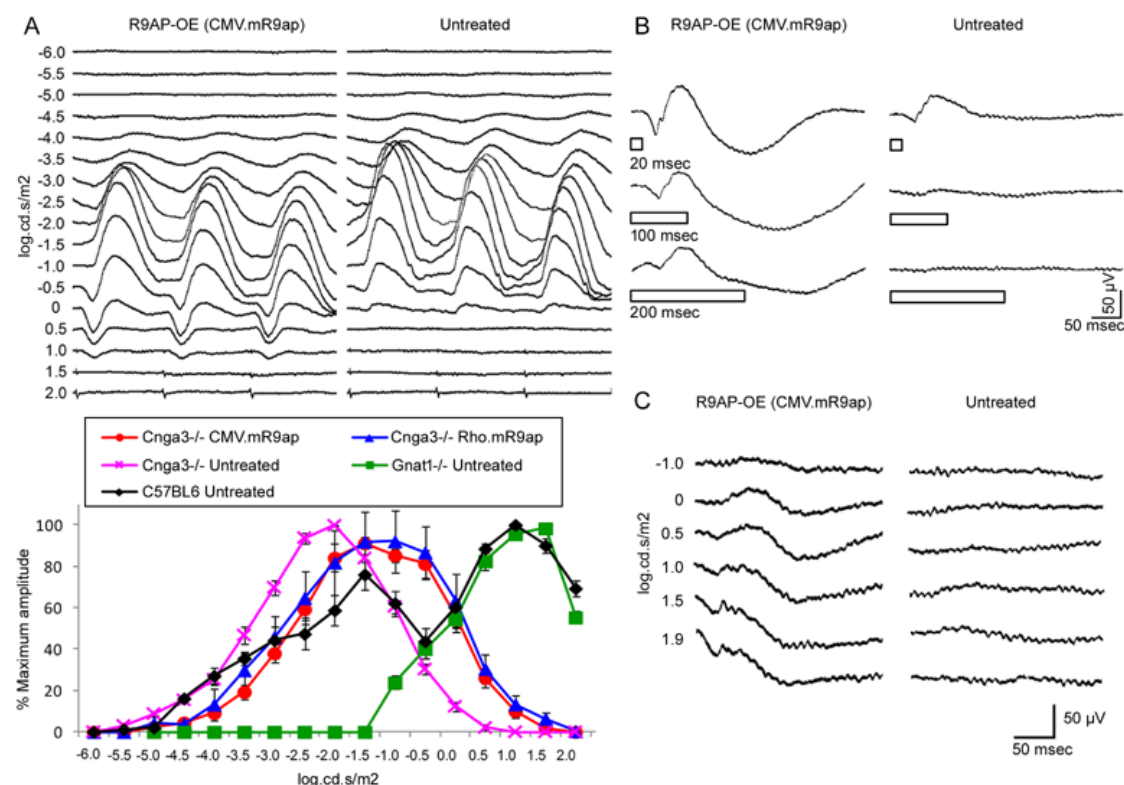 A
R9AP-OE (CMV.mR9ap) Untreated
-6.0
-5.5
-5.0
-4.5
-4.0
-3.5
-3.0
-2.5
-2.0
-1.5
-1.0
-0.5
0
0.5
1.0
1.5
2.0
log.cd.s/m2
Cnga3-/- CMV.mR9ap Cnga3-/- Rho.mR9ap
Cnga3-/- Untreated Gnat1-/- Untreated
C57BL6 Untreated
% Maximum amplitude
100
80
60
40
20
0
-6.0 -5.5 -5.0 -4.5 -4.0 -3.5 -3.0 -2.5 -2.0 -1.5 -1.0 -0.5 0.0 0.5 1.0 1.5 2.0
log.cd.s/m2
B
R9AP-OE (CMV.mR9ap) Untreated
20 msec
100 msec
200 msec
50 µV
50 msec
C
R9AP-OE (CMV.mR9ap) Untreated
-1.0
0
0.5
1.0
1.5
1.9
log.cd.s/m2
50 µV
50 msec